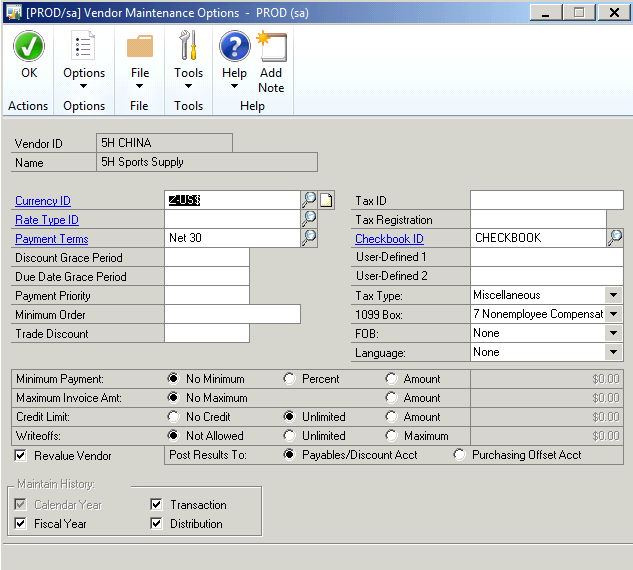 [PROD/sa] Vendor Maintenance Options - PROD (sa)
OK Options File Tools Help Add Note
Actions Options File Tools Help
Vendor ID 5H CHINA
Name 5H Sports Supply
Currency ID Z-US$ Tax ID
Rate Type ID Tax Registration
Payment Terms Net 30 Checkbook ID CHECKBOOK
Discount Grace Period User-Defined 1
Due Date Grace Period User-Defined 2
Payment Priority Tax Type: Miscellaneous
Minimum Order 1099 Box: 7 Nonemployee Compensat
Trade Discount FOB: None
Language: None
Minimum Payment: No Minimum Percent Amount $0.00
Maximum Invoice Amt: No Maximum Amount $0.00
Credit Limit: No Credit Unlimited Amount $0.00
Writeoffs: Not Allowed Unlimited Maximum $0.00
Revalue Vendor Post Results To: Payables/Discount Acct Purchasing Offset Acct
Maintain History:
Calendar Year Transaction
Fiscal Year Distribution